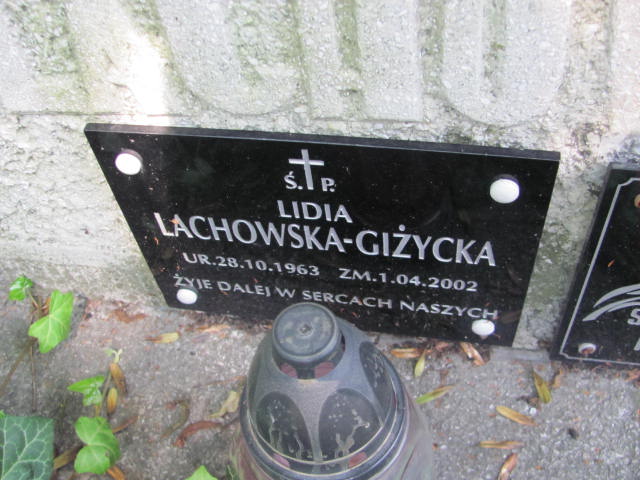 Ś. P.
LIDIA
LACHOWSKA-GIŻYCKA
UR.28.10.1963 ZM.1.04.2002
ŻYJE DALEJ W SERCACH NASZYCH